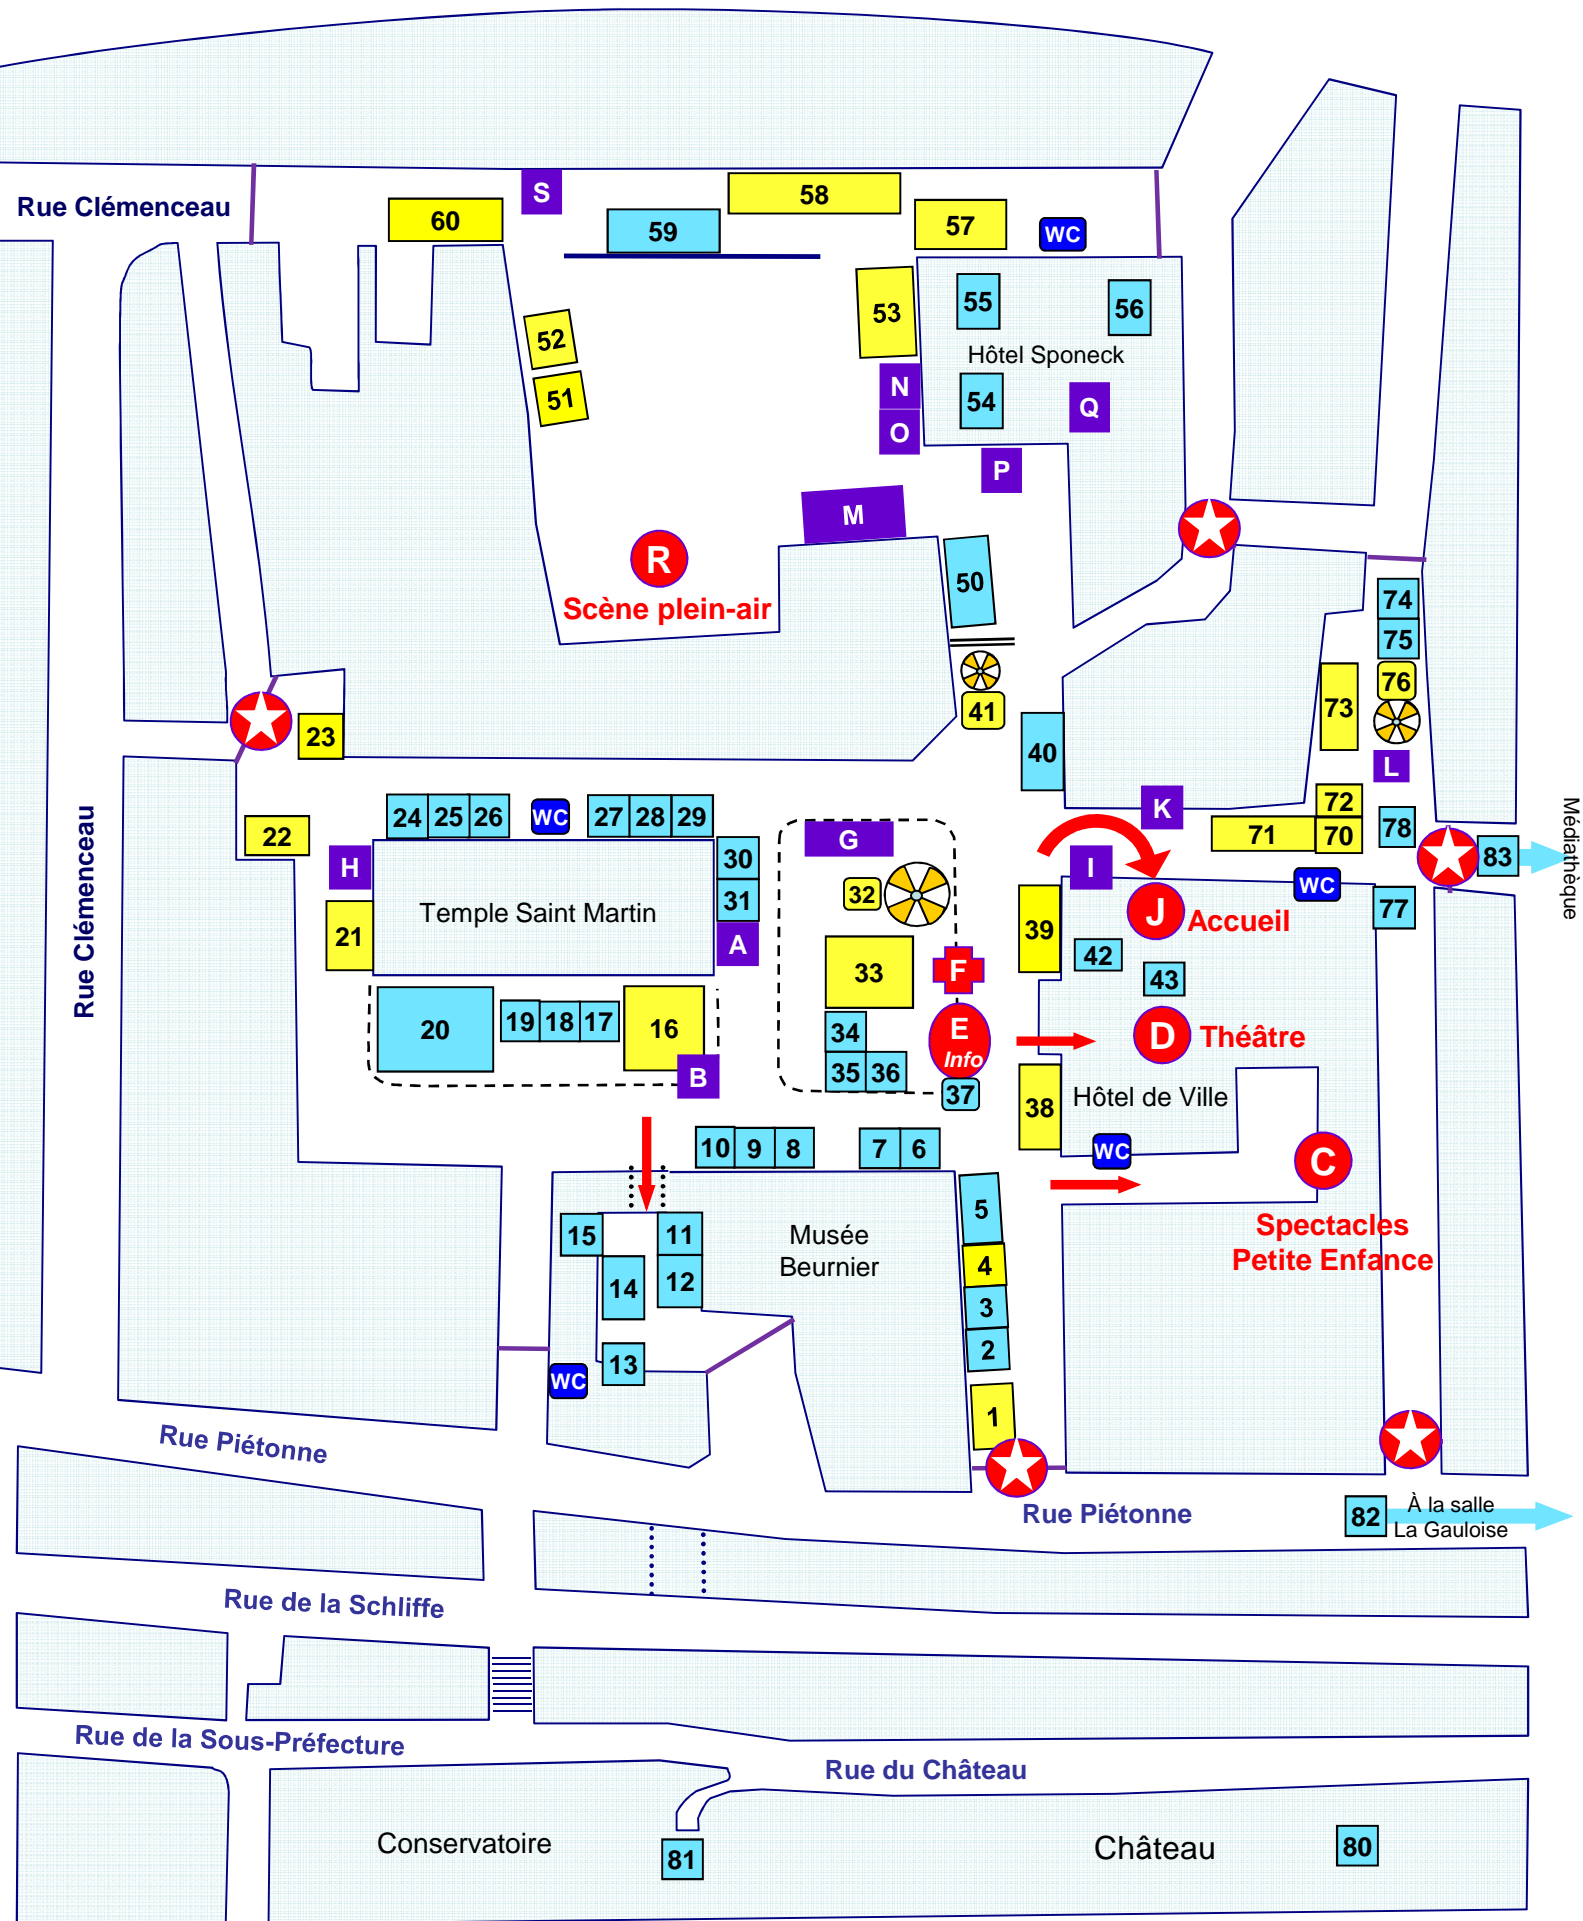 S
58
60
57
Rue Clémenceau
59
WC
55
56
53
52
Hôtel Sponeck
N
51
54
Q
O
P
M
R
50
Scène plein-air
74
75
76
41
73
23
40
L
K
24 25 26
WC
27 28 29
72
22
71
70
78
Médiathèque
G
30
83
H
I
WC
32
31
Temple Saint Martin
J
Accueil
77
21
39
A
42
Rue Clémenceau
33
F
43
20
19 18 17
16
34
E
Info
D
Théâtre
B
35 36
37
38
Hôtel de Ville
10 9 8
7 6
WC
C
5
15
11
Musée
Beurnier
Spectacles
Petite Enfance
4
12
14
3
2
13
WC
1
Rue Piétonne
Rue Piétonne
82
À la salle
La Gauloise
Rue de la Schliffe
Rue de la Sous-Préfecture
Rue du Château
Conservatoire
81
Château
80